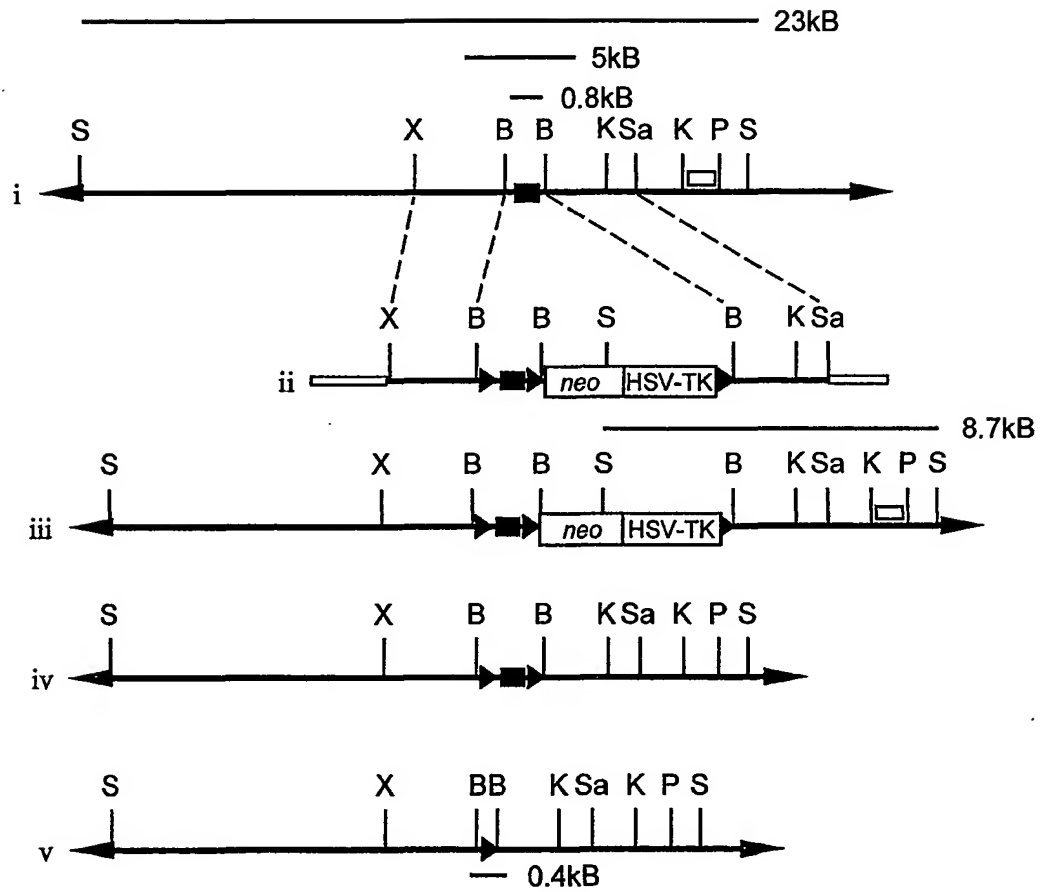 23kB
5kB
0.8kB
S X B B K Sa K P S
i
X B B S B K Sa
ii neo HSV-TK
8.7kB
S X B B S B K Sa K P S
iii neo HSV-TK
S X B B K Sa K P S
iv
S X B B K Sa K P S
v
0.4kB